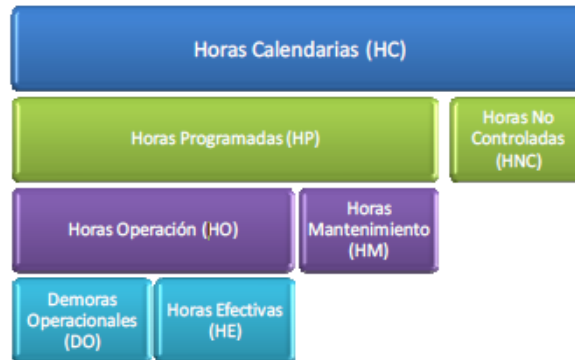 Horas Calendarias (HC)
Horas Programadas (HP)
Horas No
Controladas
(HNC)
Horas Operación (HO)
Horas
Mantenimiento
(HM)
Demoras
Operacionales
(DO)
Horas Efectivas
(HE)